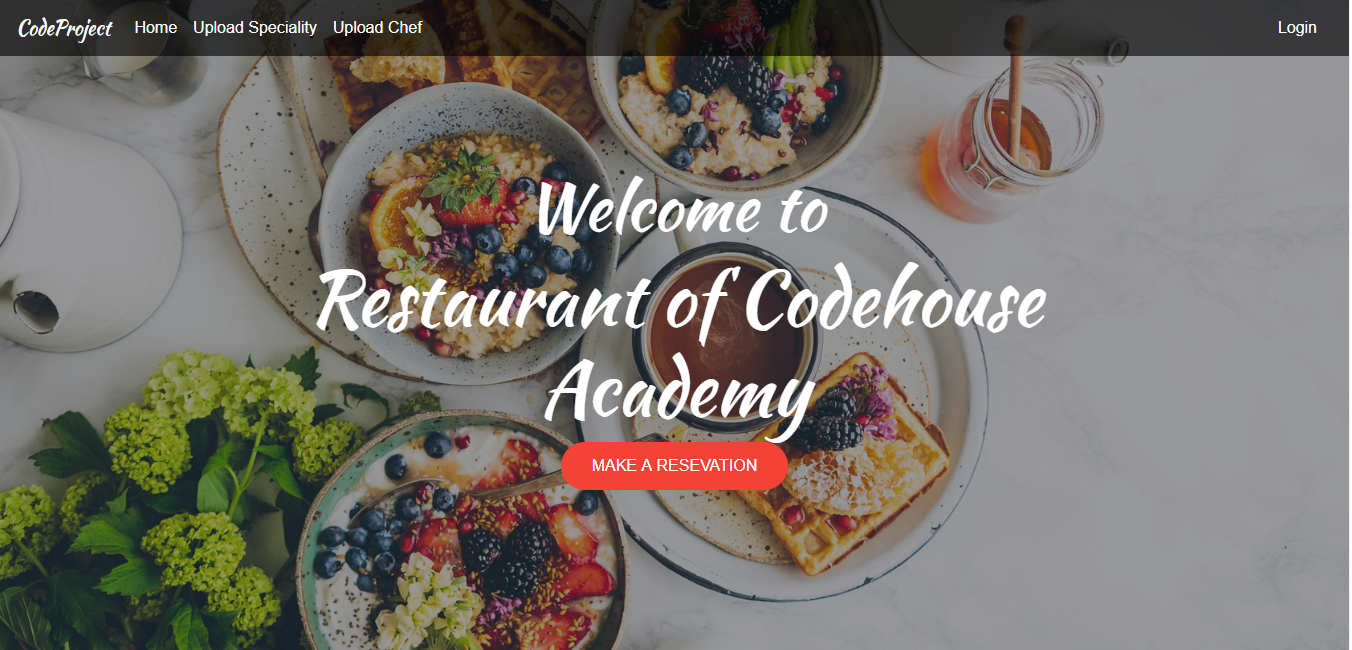 CodeProject Home Upload Speciality Upload Chef Login
Welcome to
Restaurant of Codehouse
Academy
MAKE A RESEVATION